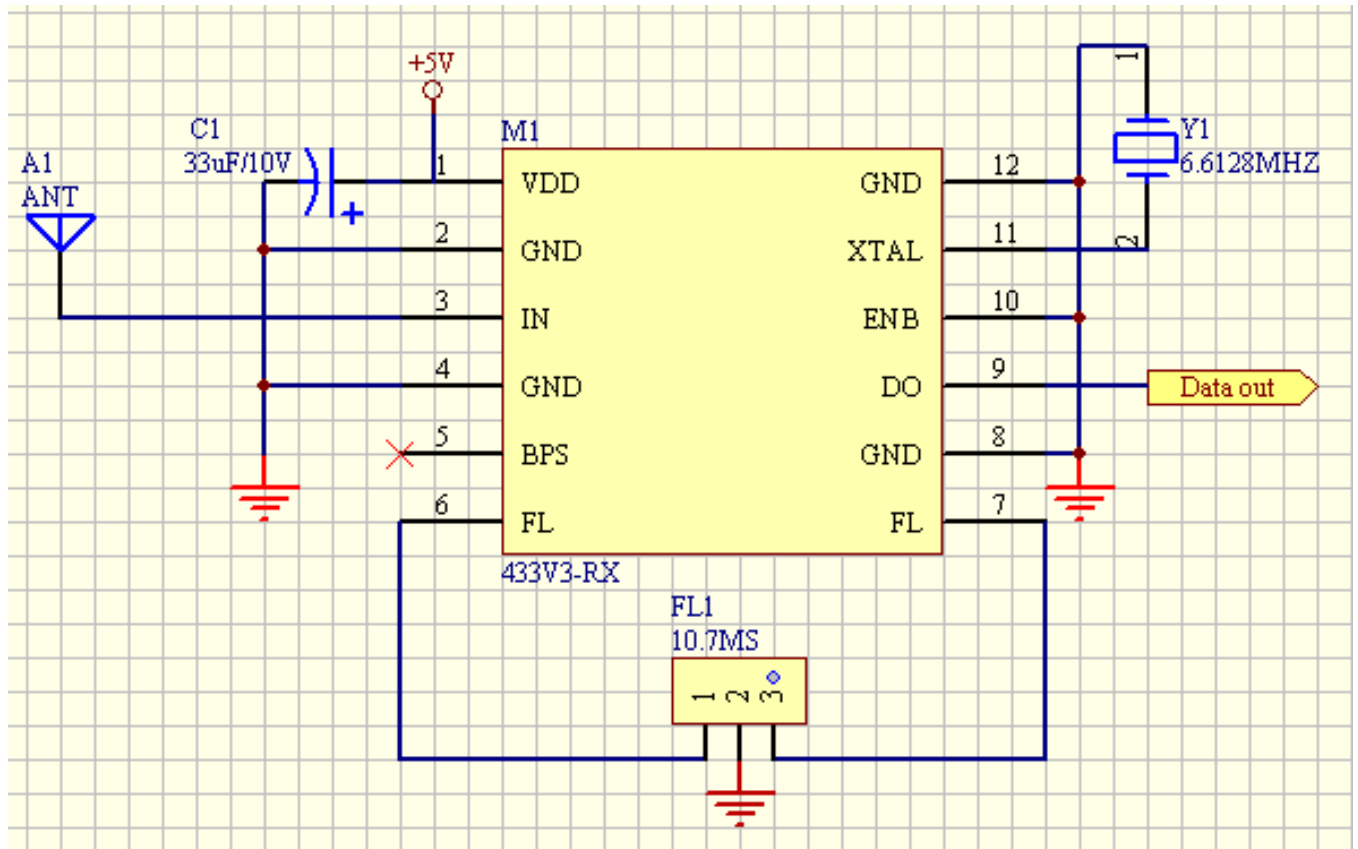 +5V
C1
33uF/10V
M1
A1
ANT
1 VDD GND 12
2 GND XTAL 11
3 IN ENB 10
4 GND DO 9
5 BPS GND 8
6 FL FL 7
1
Y1
6.6128MHZ
2
Data out
433V3-RX
FL1
10.7MS
1 2 3